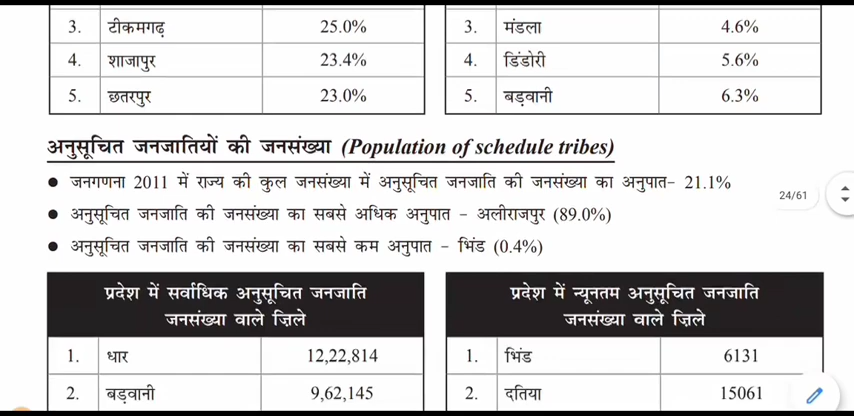 3. टीकमगढ़ 25.0% 3. मंडला 4.6%
4. शाजापुर 23.4% 4. डिंडोरी 5.6%
5. छतरपुर 23.0% 5. बड़वानी 6.3%
अनुसूचित जनजातियों की जनसंख्या (Population of schedule tribes)
● जनगणना 2011 में राज्य की कुल जनसंख्या में अनुसूचित जनजाति की जनसंख्या का अनुपात– 21.1%
24/61
● अनुसूचित जनजाति की जनसंख्या का सबसे अधिक अनुपात – अलीराजपुर (89.0%)
● अनुसूचित जनजाति की जनसंख्या का सबसे कम अनुपात – भिंड (0.4%)
प्रदेश में सर्वाधिक अनुसूचित जनजाति
जनसंख्या वाले ज़िले
प्रदेश में न्यूनतम अनुसूचित जनजाति
जनसंख्या वाले ज़िले
1. धार 12,22,814 1. भिंड 6131
2. बड़वानी 9,62,145 2. दतिया 15061